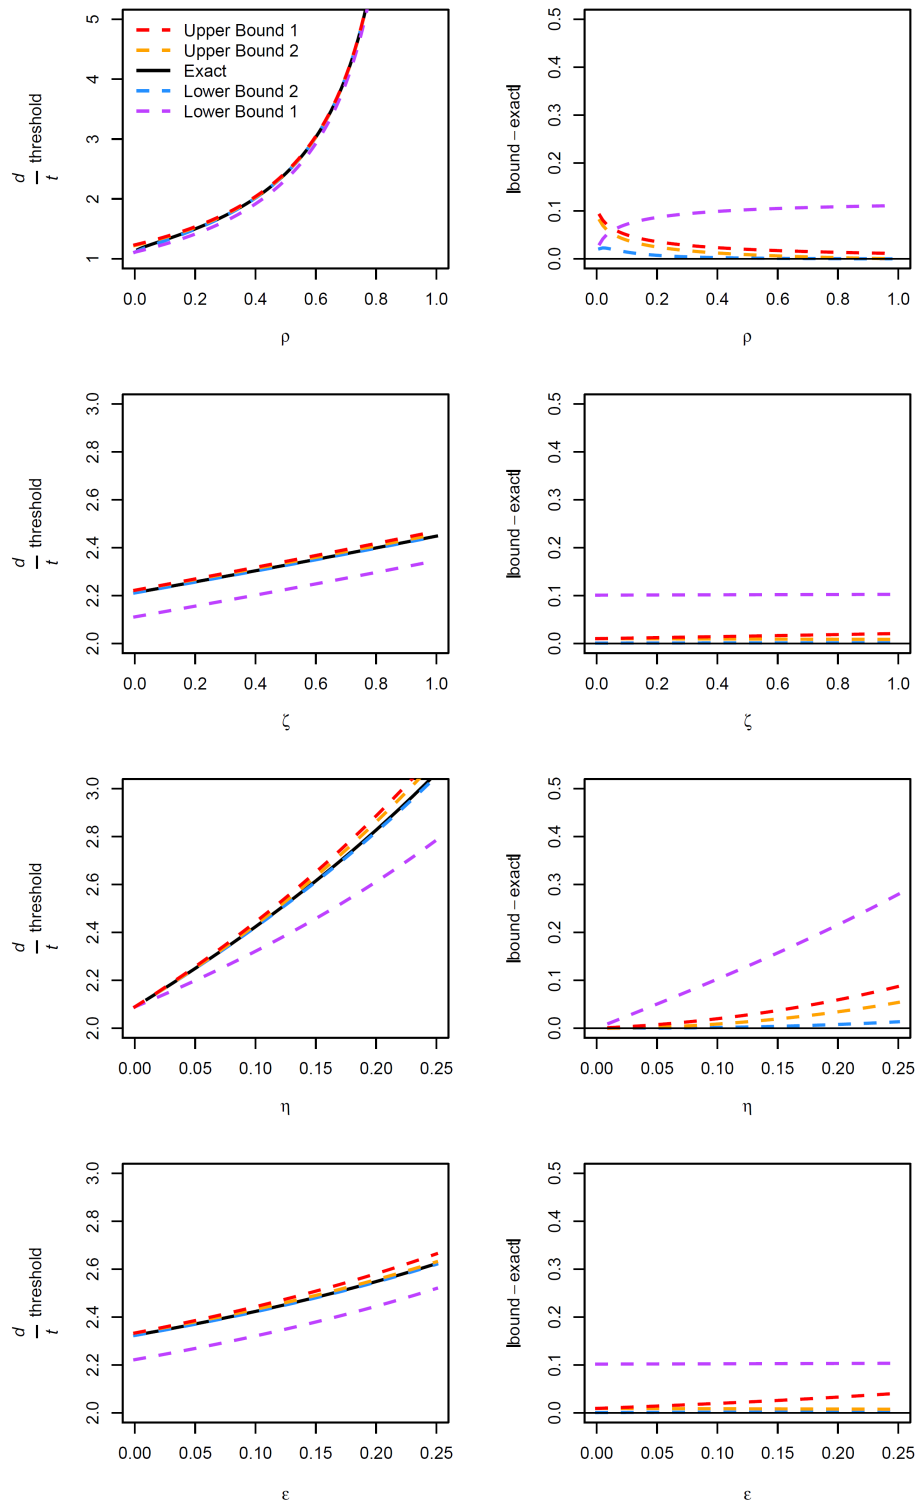 Upper Bound 1
Upper Bound 2
Exact
Lower Bound 2
Lower Bound 1
d/t threshold
5
4
3
2
1
0.0 0.2 0.4 0.6 0.8 1.0
ρ
|bound − exact|
0.5
0.4
0.3
0.2
0.1
0.0
0.0 0.2 0.4 0.6 0.8 1.0
ρ
d/t threshold
3.0
2.8
2.6
2.4
2.2
2.0
0.0 0.2 0.4 0.6 0.8 1.0
ζ
|bound − exact|
0.5
0.4
0.3
0.2
0.1
0.0
0.0 0.2 0.4 0.6 0.8 1.0
ζ
d/t threshold
3.0
2.8
2.6
2.4
2.2
2.0
0.00 0.05 0.10 0.15 0.20 0.25
η
|bound − exact|
0.5
0.4
0.3
0.2
0.1
0.0
0.00 0.05 0.10 0.15 0.20 0.25
η
d/t threshold
3.0
2.8
2.6
2.4
2.2
2.0
0.00 0.05 0.10 0.15 0.20 0.25
ε
|bound − exact|
0.5
0.4
0.3
0.2
0.1
0.0
0.00 0.05 0.10 0.15 0.20 0.25
ε